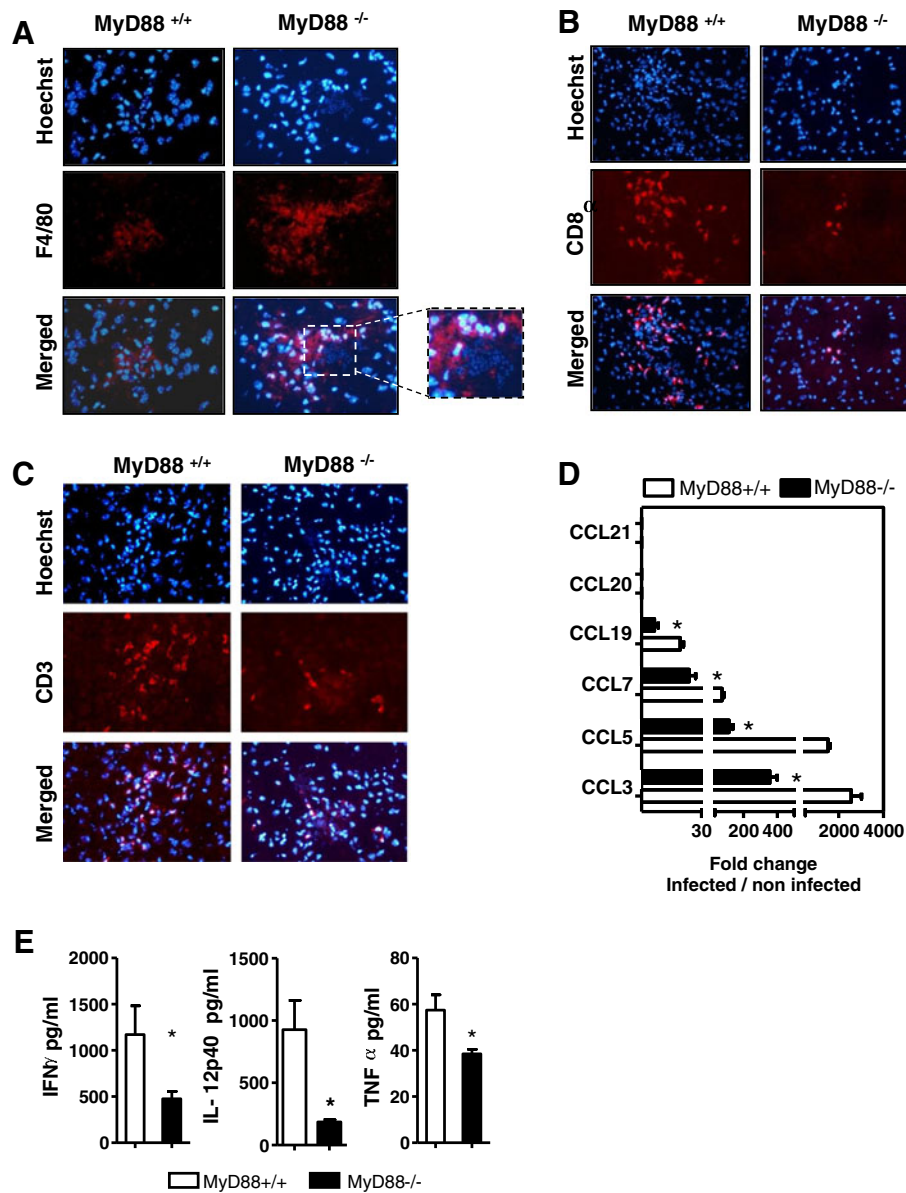 A
MyD88 +/+
MyD88 -/-
Hoechst
F4/80
Merged
B
MyD88 +/+
MyD88 -/-
Hoechst
CD8 α
Merged
C
MyD88 +/+
MyD88 -/-
Hoechst
CD3
Merged
D
MyD88+/+
MyD88-/-
CCL21
CCL20
CCL19
*
CCL7
*
CCL5
*
CCL3
*
30 200 400 2000 4000
Fold change
Infected / non infected
E
IFNγ pg/ml
2000
1500
1000
500
0
*
IL- 12p40 pg/ml
1500
1000
500
0
*
TNF α pg/ml
80
60
40
20
0
*
MyD88+/+
MyD88-/-